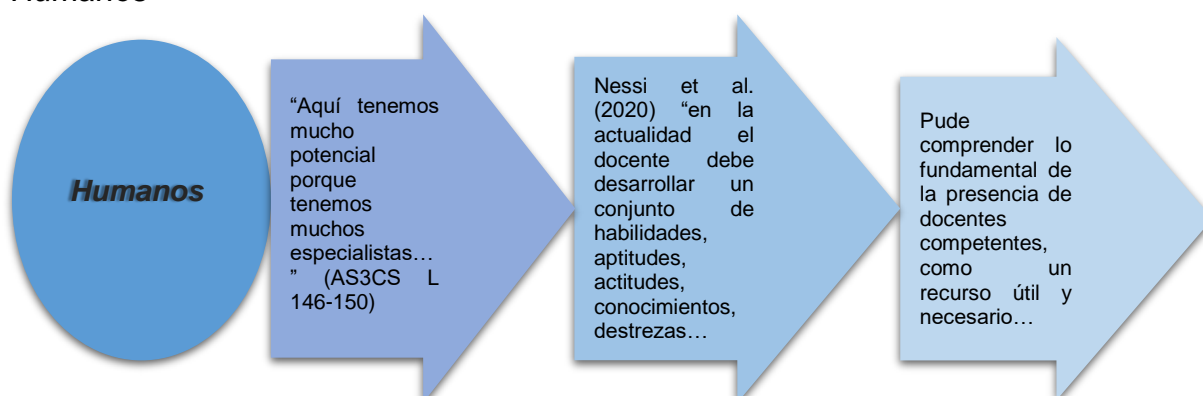 Humanos
Humanos
“Aquí tenemos
mucho
potencial
porque
tenemos
muchos
especialistas…
” (AS3CS L
146-150)
Nessi et al.
(2020) “en la
actualidad el
docente debe
desarrollar un
conjunto de
habilidades,
aptitudes,
actitudes,
conocimientos,
destrezas…
Pude
comprender lo
fundamental de
la presencia de
docentes
competentes,
como un
recurso útil y
necesario…